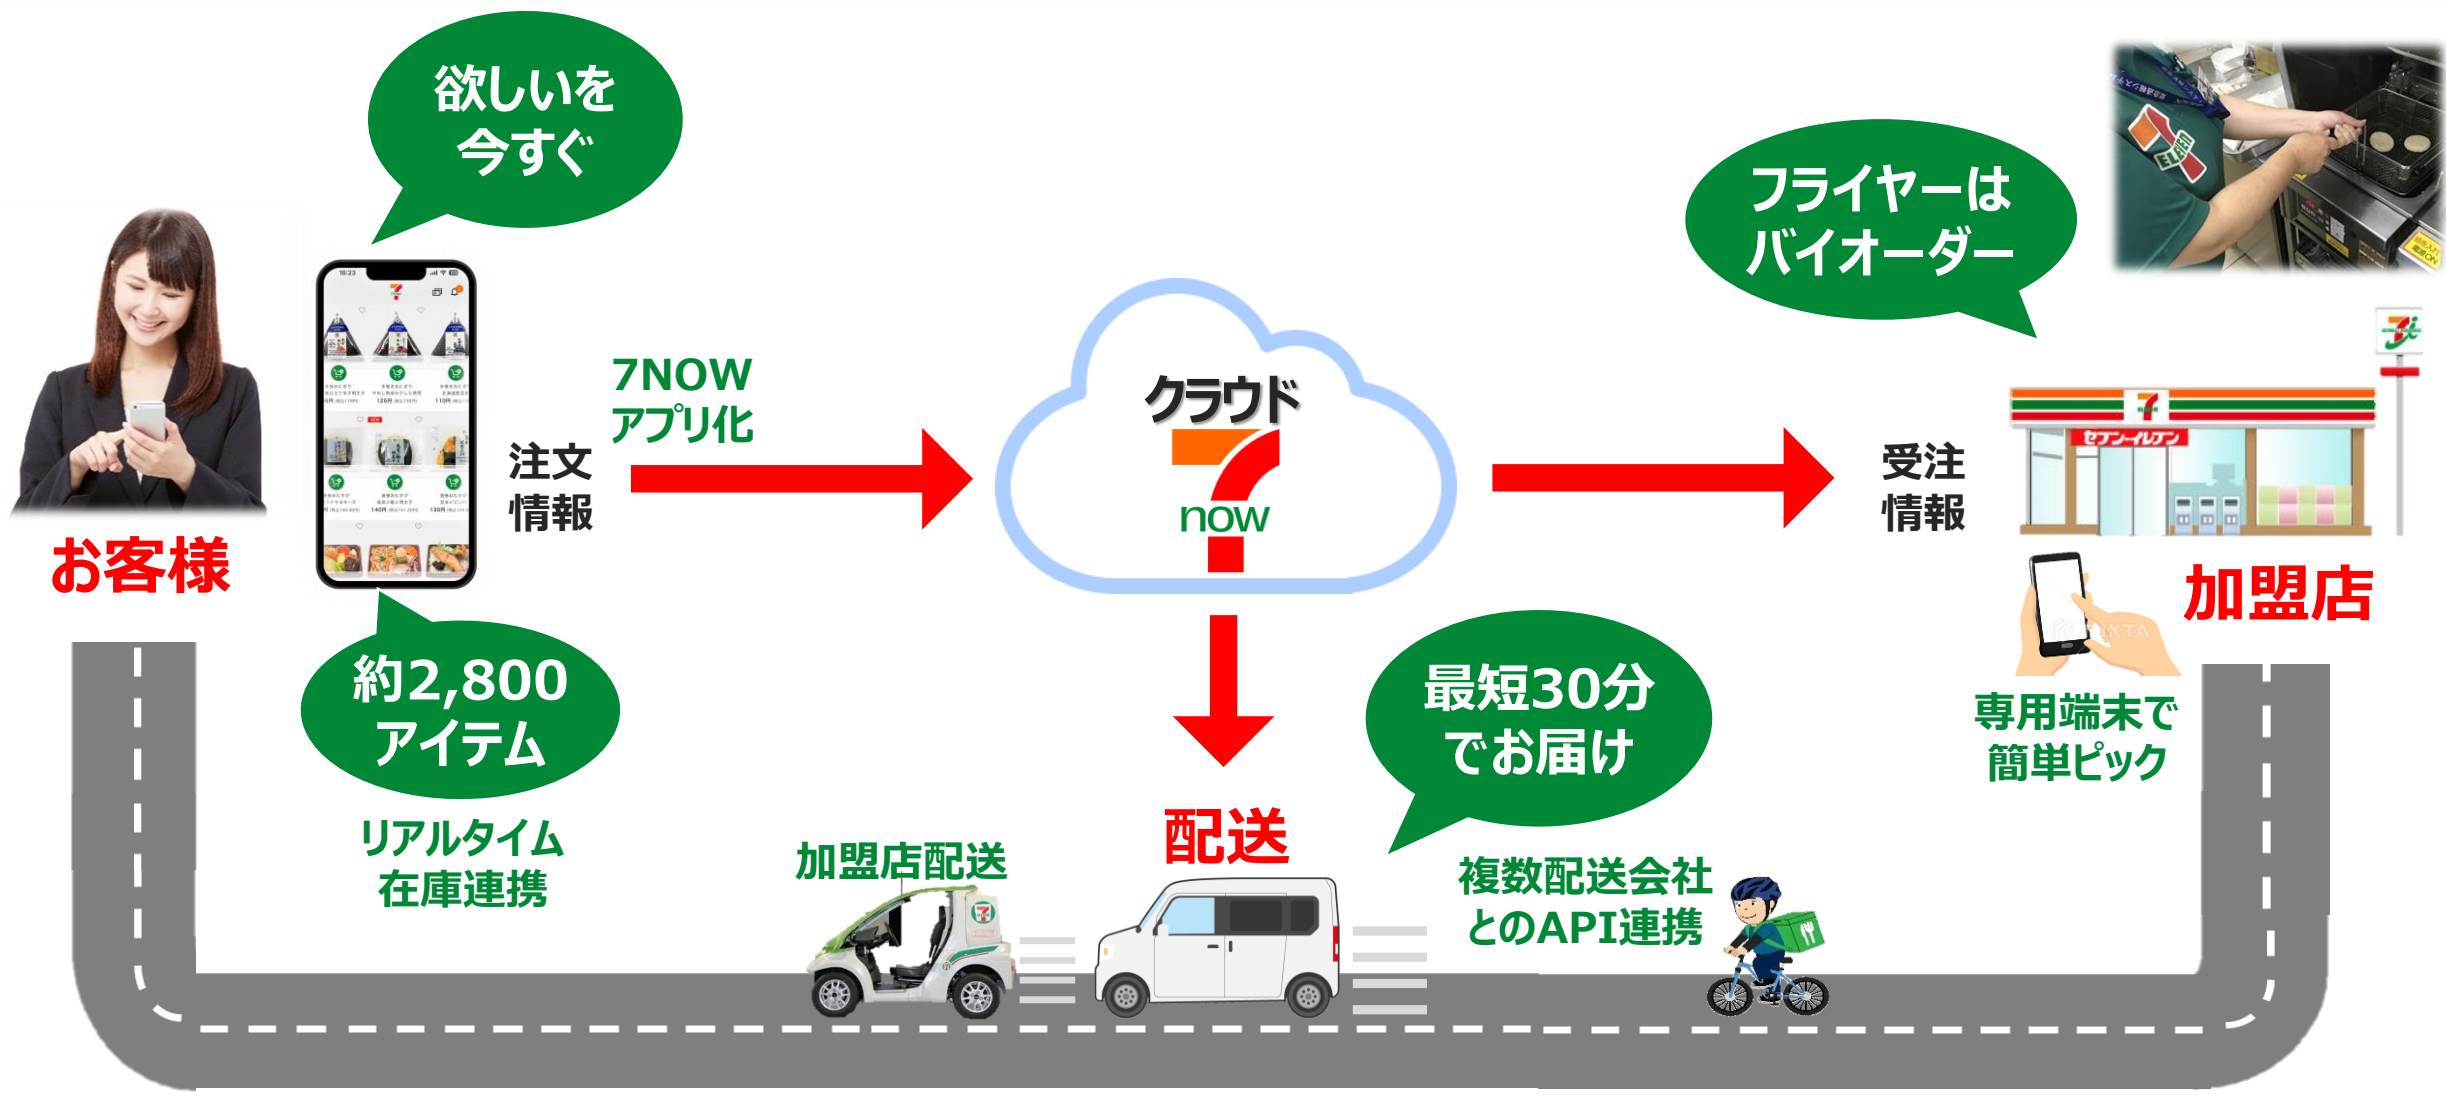 欲しいを
今すぐ
フライヤーは
バイオーダー
ELEVEN
18:23
7NOW
アプリ化
クラウド
7
now
注文
情報
受注
情報
セブン-イレブン
お客様
加盟店
約2,800
アイテム
リアルタイム
在庫連携
最短30分
でお届け
専用端末で
簡単ピック
配送
加盟店配送
複数配送会社
とのAPI連携